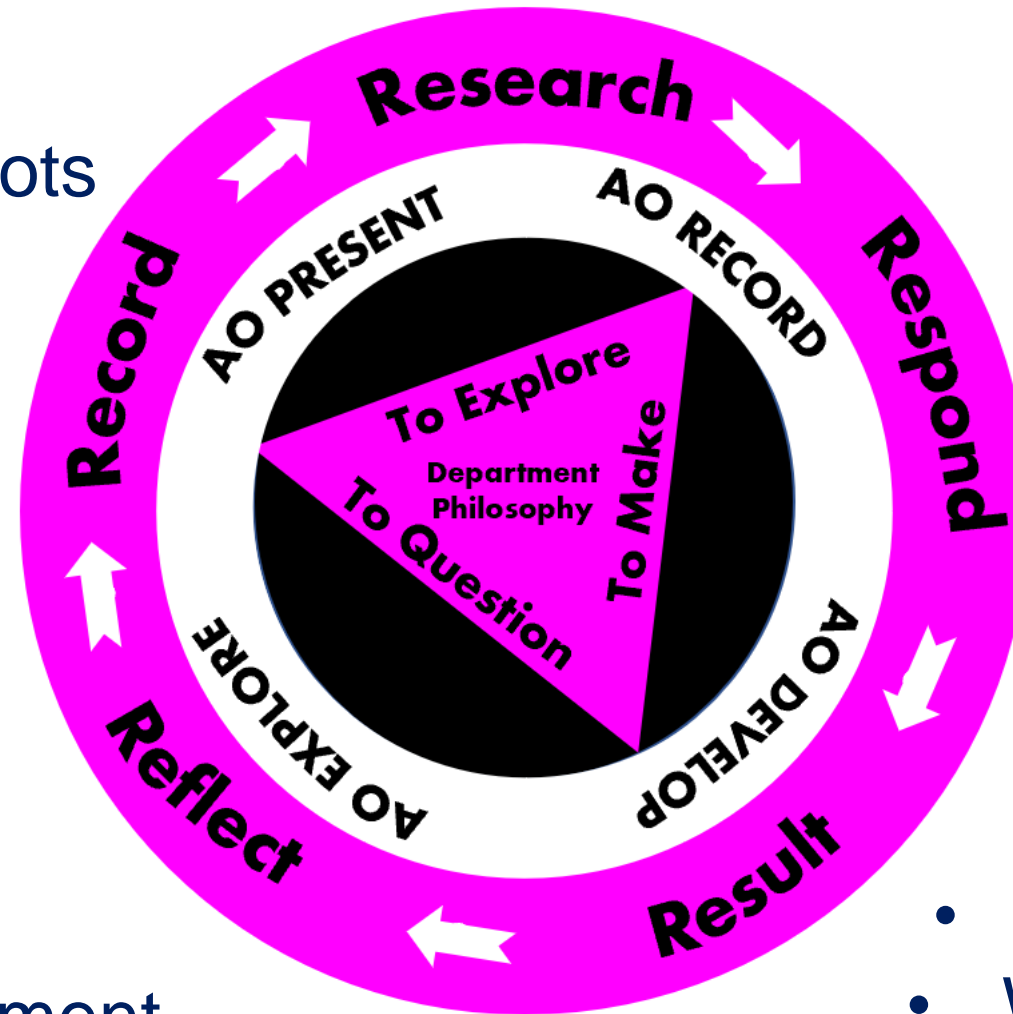 Research
Respond
Result
Reflect
Record
AO PRESENT
AO RECORD
AO DEVELOP
AO EXPLORE
To Explore
To Make
To Question
Department
Philosophy
ots